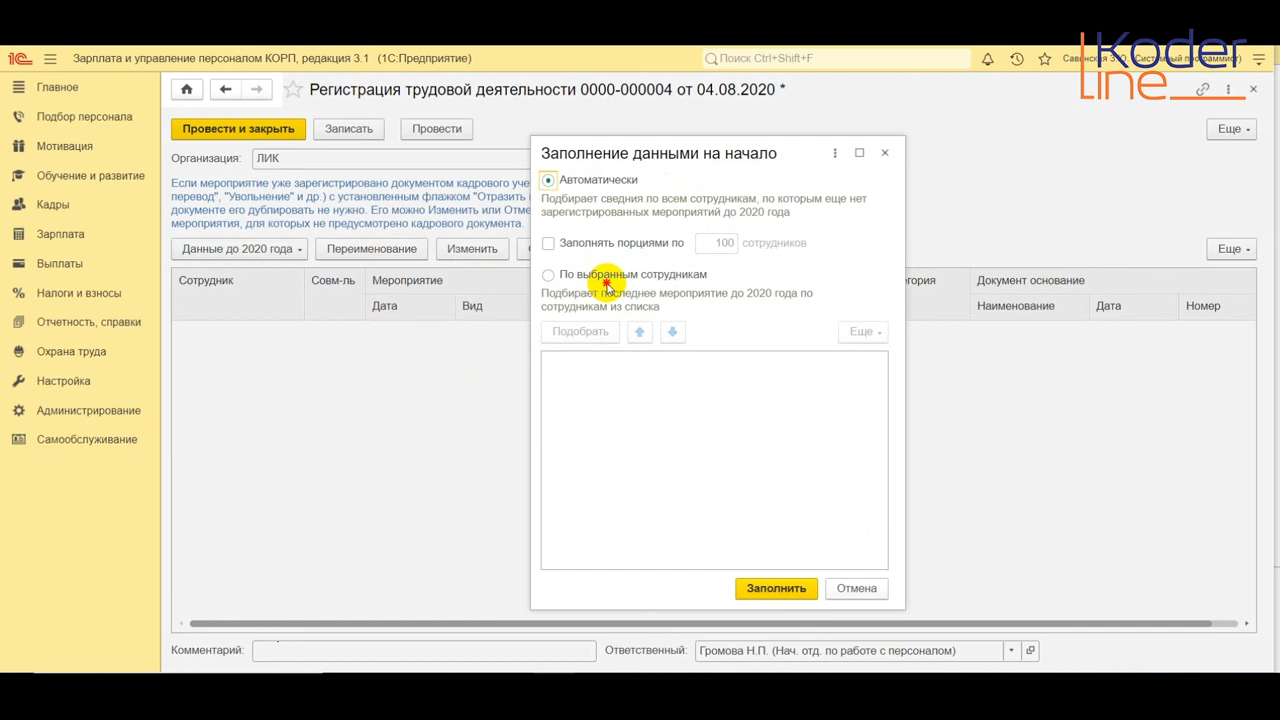 Koder
line
1С Зарплата и управление персоналом КОРП, редакция 3.1 (1С:Предприятие)
Поиск Ctrl+Shift+F
Главное
Подбор персонала
Мотивация
Обучение и развитие
Кадры
Зарплата
Выплаты
Налоги и взносы
Отчетность, справки
Охрана труда
Настройка
Администрирование
Самообслуживание
Регистрация трудовой деятельности 0000-000004 от 04.08.2020 *
Провести и закрыть Записать Провести Еще
Организация: ЛИК
Если мероприятие уже зарегистрировано документом кадрового уче
перевод", "Увольнение" и др.) с установленным флажком "Отразить
документе его дублировать не нужно. Его можно Изменить или Отме
мероприятия, для которых не предусмотрено кадрового документа.
Данные до 2020 года Переименование Изменить Еще
Сотрудник Совм-ль Мероприятие Документ основание
Дата Вид Наименование Дата Номер
Заполнение данными на начало
Автоматически
Подбирает сведния по всем сотрудникам, по которым еще нет
зарегистрированных мероприятий до 2020 года
Заполнять порциями по 100 сотрудников
По выбранным сотрудникам
Подбирает последнее мероприятие до 2020 года по
сотрудникам из списка
Подобрать Еще
Заполнить Отмена
Комментарий: Ответственный: Громова Н.П. (Нач. отд. по работе с персоналом)